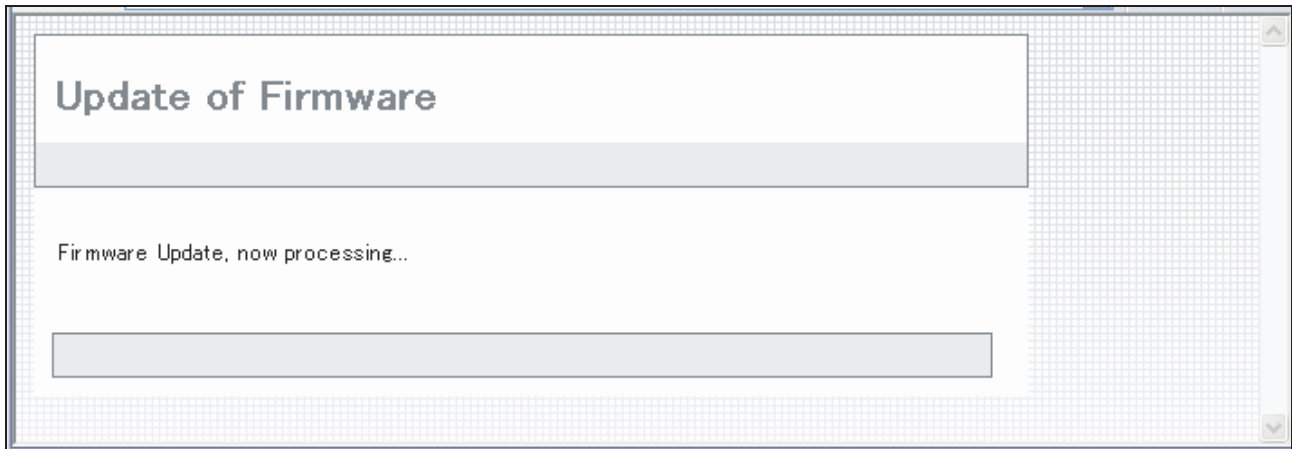 Update of Firmware
Firmware Update, now processing...